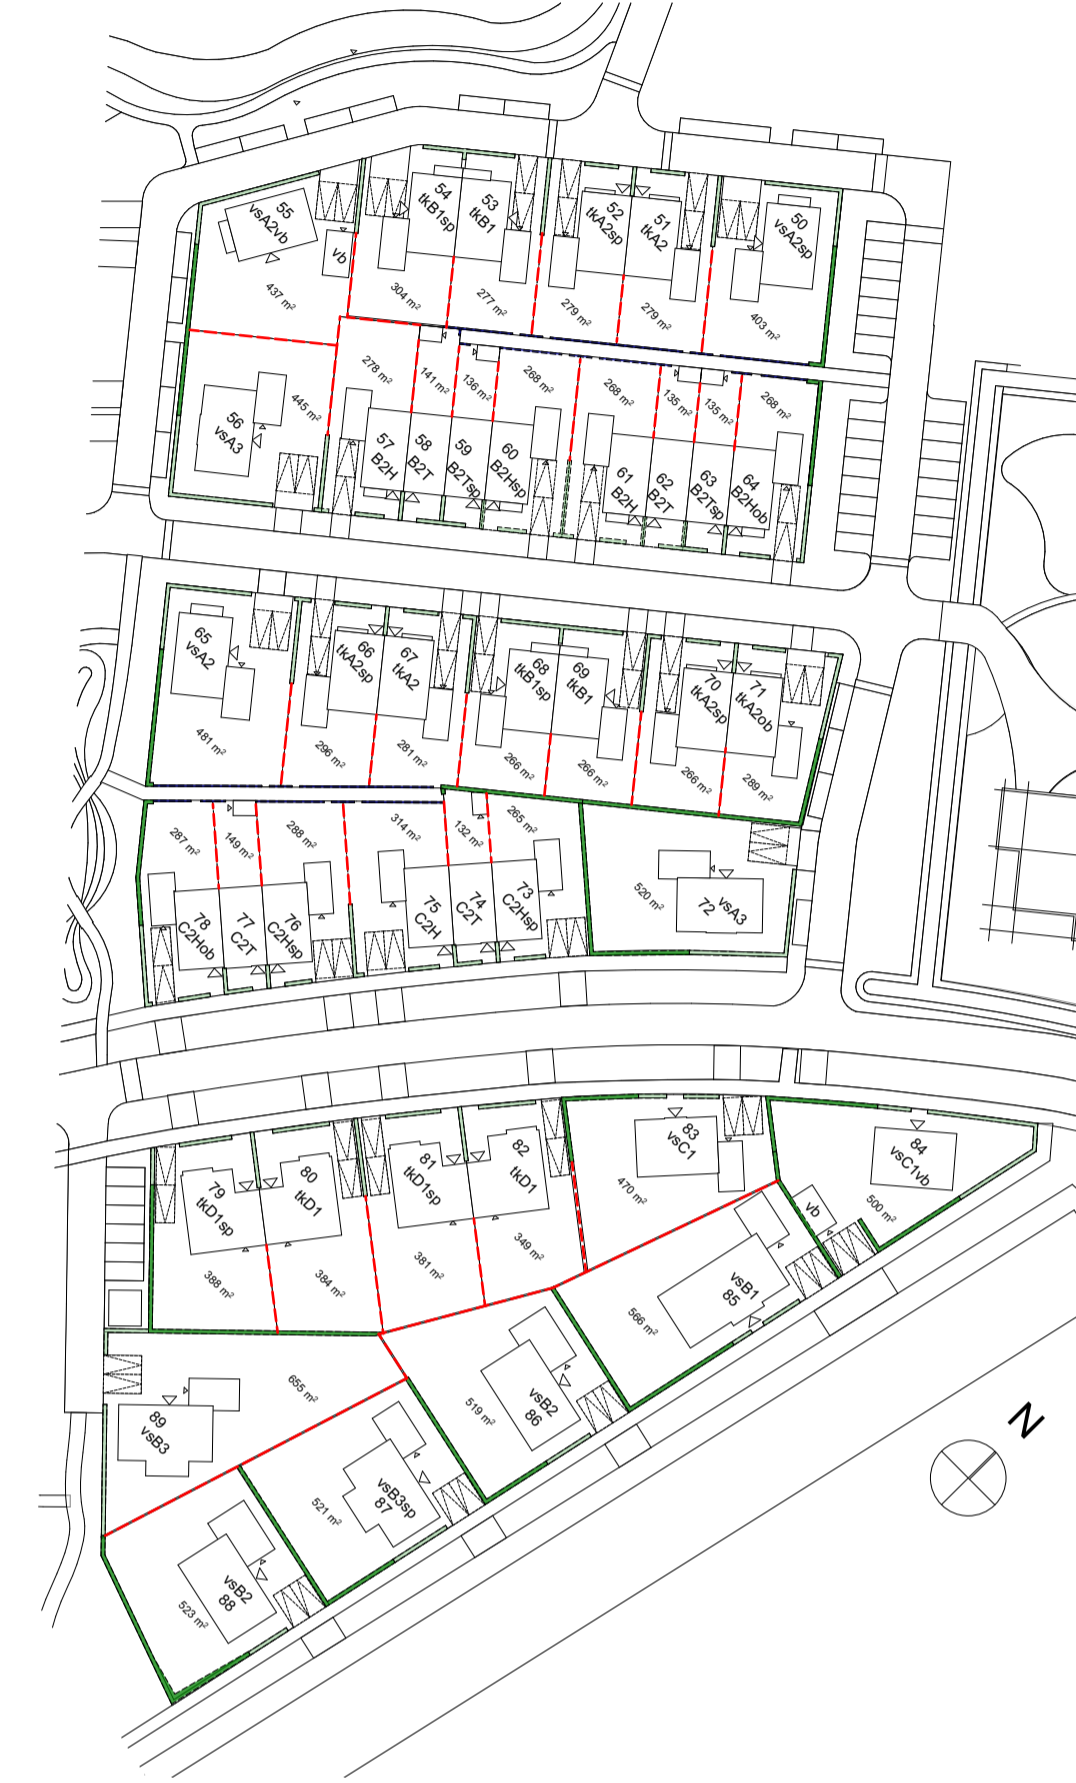 55
vsA2vb
437 m²
vb
54
tkB1sp
304 m²
53
tkB1
277 m²
52
tkA2sp
279 m²
51
tkA2
279 m²
50
vsA2sp
403 m²
56
vsA3
445 m²
278 m²
57
B2H
141 m²
58
B2T
136 m²
59
B2Tsp
268 m²
60
B2Hsp
268 m²
61
B2H
135 m²
62
B2T
135 m²
63
B2Tsp
268 m²
64
B2Hob
65
vsA2
481 m²
66
tkA2sp
296 m²
67
tkA2
281 m²
68
tkB1sp
266 m²
69
tkB1
266 m²
70
tkA2sp
266 m²
71
tkA2ob
289 m²
287 m²
78
C2Hob
149 m²
77
C2T
288 m²
76
C2Hsp
314 m²
75
C2H
132 m²
74
C2T
265 m²
73
C2Hsp
520 m²
72
vsA3
79
tkD1sp
388 m²
80
tkD1
384 m²
81
tkD1sp
381 m²
82
tkD1
349 m²
83
vsC1
470 m²
84
vsC1vb
500 m²
vb
vsB1
85
566 m²
vsB2
86
519 m²
vsB3sp
87
521 m²
vsB2
88
523 m²
89
vsB3
655 m²
N